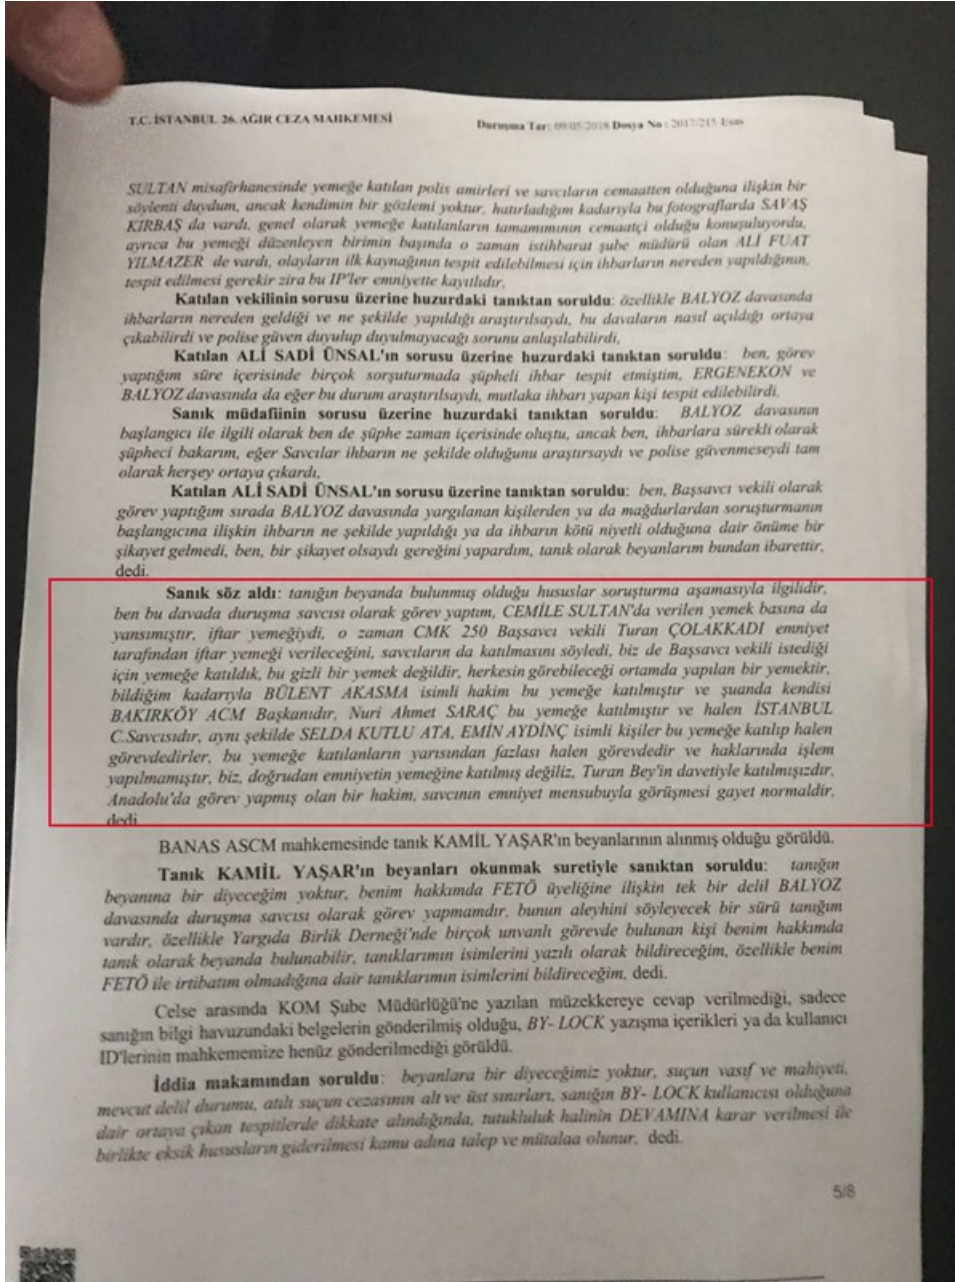 T.C. İSTANBUL 26. AĞIR CEZA MAHKEMESİ
Duruşma Tar: 09/05/2018 Dosya No : 2017/215 Esas
SULTAN misafirhanesinde yemeğe katılan polis amirleri ve savcıların cemaatten olduğuna ilişkin bir
söylenti duydum, ancak kendimin bir gözlemi yoktur, hatırladığım kadarıyla bu fotograflarda SAVAŞ
KIRBAŞ da vardı, genel olarak yemeğe katılanların tamamımının cemaatçi olduğu konuşuluyordu,
ayrıca bu yemeği düzenleyen birimin başında o zaman istihbarat şube müdürü olan ALİ FUAT
YILMAZER de vardı, olayların ilk kaynağının tespit edilebilmesi için ihbarların nereden yapıldığının,
tespit edilmesi gerekir zira bu IP'ler emniyette kayıtlıdır,
Katılan vekilinin sorusu üzerine huzurdaki tanıktan soruldu: özellikle BALYOZ davasında
ihbarların nereden geldiği ve ne şekilde yapıldığı araştırılsaydı, bu davaların nasıl açıldığı ortaya
çıkabilirdi ve polise güven duyulup duyulmayacağı sorunu anlaşılabilirdi,
Katılan ALİ SADİ ÜNSAL'ın sorusu üzerine huzurdaki tanıktan soruldu: ben, görev
yaptığım süre içerisinde birçok sorşuturmada şüpheli ihbar tespit etmiştim, ERGENEKON ve
BALYOZ davasında da eğer bu durum araştırılsaydı, mutlaka ihbarı yapan kişi tespit edilebilirdi,
Sanık müdafiinin sorusu üzerine huzurdaki tanıktan soruldu: BALYOZ davasının
başlangıcı ile ilgili olarak ben de şüphe zaman içerisinde oluştu, ancak ben, ihbarlara sürekli olarak
şüpheci bakarım, eğer Savcılar ihbarın ne şekilde olduğunu araştırsaydı ve polise güvenmeseydi tam
olarak herşey ortaya çıkardı,
Katılan ALİ SADİ ÜNSAL'ın sorusu üzerine tanıktan soruldu: ben, Başsavcı vekili olarak
görev yaptığım sırada BALYOZ davasında yargılanan kişilerden ya da mağdurlardan soruşturmanın
başlangıcına ilişkin ihbarın ne şekilde yapıldığı ya da ihbarın kötü niyetli olduğuna dair önüme bir
şikayet gelmedi, ben, bir şikayet olsaydı gereğini yapardım, tanık olarak beyanlarım bundan ibarettir,
dedi.
Sanık söz aldı: tanığın beyanda bulunmuş olduğu hususlar soruşturma aşamasıyla ilgilidir,
ben bu davada duruşma savcısı olarak görev yaptım, CEMİLE SULTAN'da verilen yemek basına da
yansımıştır, iftar yemeğiydi, o zaman CMK 250 Başsavcı vekili Turan ÇOLAKKADI emniyet
tarafından iftar yemeği verileceğini, savcıların da katılmasını söyledi, biz de Başsavcı vekili istediği
için yemeğe katıldık, bu gizli bir yemek değildir, herkesin görebileceği ortamda yapılan bir yemektir,
bildiğim kadarıyla BÜLENT AKASMA isimli hakim bu yemeğe katılmıştır ve şuanda kendisi
BAKIRKÖY ACM Başkanıdır, Nuri Ahmet SARAÇ bu yemeğe katılmıştır ve halen İSTANBUL
C.Savcısıdır, aynı şekilde SELDA KUTLU ATA, EMİN AYDİNÇ isimli kişiler bu yemeğe katılıp halen
görevdedirler, bu yemeğe katılanların yarısından fazlası halen görevdedir ve haklarında işlem
yapılmamıştır, biz, doğrudan emniyetin yemeğine katılmış değiliz, Turan Bey'in davetiyle katılmışızdır,
Anadolu'da görev yapmış olan bir hakim, savcının emniyet mensubuyla görüşmesi gayet normaldir,
dedi
BANAS ASCM mahkemesinde tanık KAMİL YAŞAR'ın beyanlarının alınmış olduğu görüldü.
Tanık KAMİL YAŞAR'ın beyanları okunmak suretiyle sanıktan soruldu: tanığın
beyanına bir diyeceğim yoktur, benim hakkımda FETÖ üyeliğine ilişkin tek bir delil BALYOZ
davasında duruşma savcısı olarak görev yapmamdır, bunun aleyhini söyleyecek bir sürü tanığım
vardır, özellikle Yargıda Birlik Derneği'nde birçok unvanlı görevde bulunan kişi benim hakkımda
tanık olarak beyanda bulunabilir, tanıklarımın isimlerini yazılı olarak bildireceğim, özellikle benim
FETÖ ile irtibatım olmadığına dair tanıklarımın isimlerini bildireceğim, dedi.
Celse arasında KOM Şube Müdürlüğü'ne yazılan müzekkereye cevap verilmediği, sadece
sanığın bilgi havuzundaki belgelerin gönderilmiş olduğu, BY- LOCK yazışma içerikleri ya da kullanıcı
ID'lerinin mahkememize henüz gönderilmediği görüldü.
İddia makamından soruldu: beyanlara bir diyeceğimiz yoktur, suçun vasıf ve mahiyeti,
mevcut delil durumu, atılı suçun cezasının alt ve üst sınırları, sanığın BY- LOCK kullanıcısı olduğuna
dair ortaya çıkan tespitlerde dikkate alındığında, tutukluluk halinin DEVAMINA karar verilmesi ile
birlikte eksik hususların giderilmesi kamu adına talep ve mütalaa olunur, dedi.
5/8